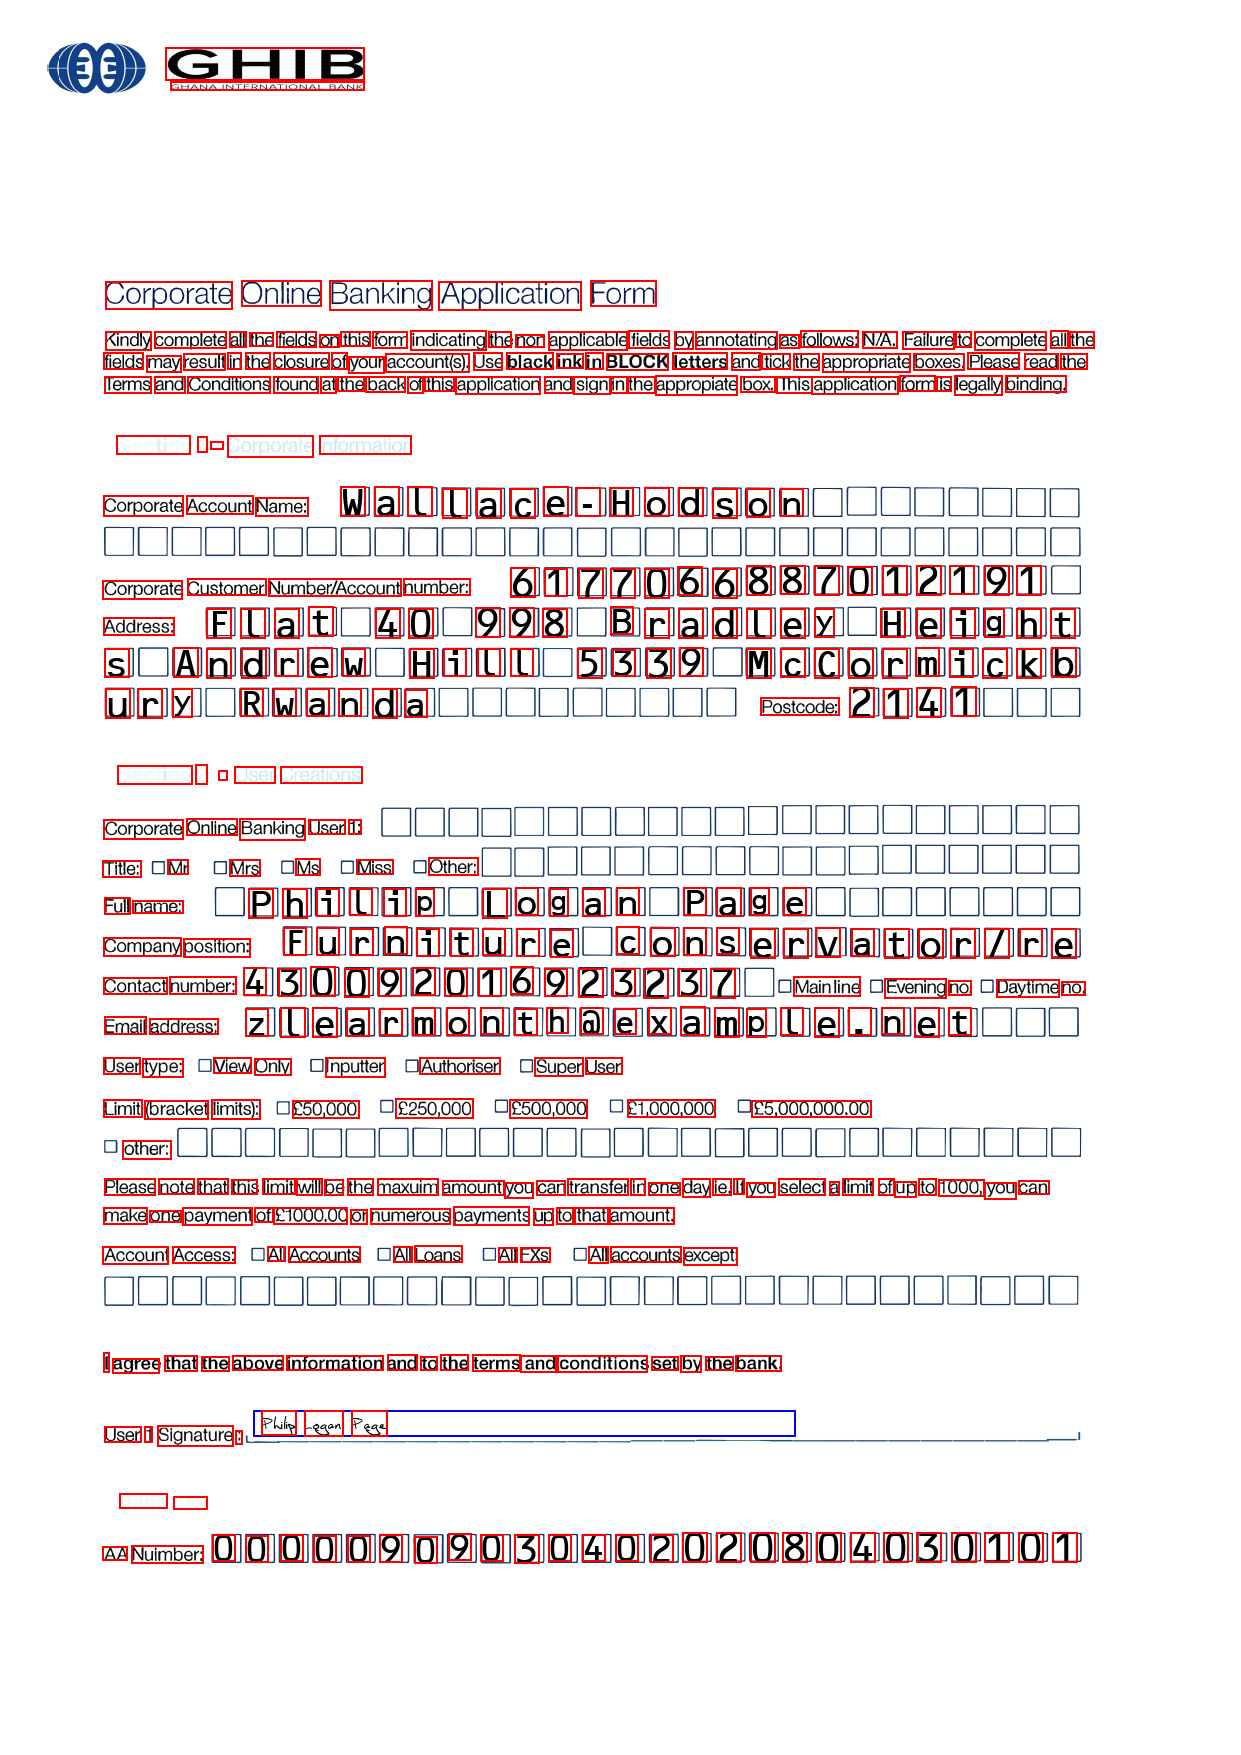 GHIB
GHANA INTERNATIONAL BANK
Corporate Online Banking Application Form
Kindly complete all the fields on this form indicating the non applicable fields by annotating as follows: N/A. Failure to complete all the
fields may result in the closure of your account(s). Use black ink in BLOCK letters and tick the appropriate boxes. Please read the
Terms and Conditions found at the back of this application and sign in the appropiate box. This application form is legally binding.
Section - Corporate Information
Corporate Account Name: Wallace-Hodson
Corporate Customer Number/Account number: 6177066887012191
Address: Flat 40 998 Bradley Height
s Andrew Hill 5339 McCormickb
ury Rwanda Postcode: 2141
Section - User Creations
Corporate Online Banking User 1:
Title: Mr Mrs Ms Miss Other:
Full name: Philip Logan Page
Company position: Furniture conservator/re
Contact number: 430092016923237 Main line Evening no Daytime no.
Email address: zlearmonth@example.net
User type: View Only Inputter Authoriser Super User
Limit (bracket limits): £50,000 £250,000 £500,000 £1,000,000 £5,000,000.00
other:
Please note that this limit will be the maxuim amount you can transfer in one day ie. If you select a limit of up to 1000, you can
make one payment of £1000.00 or numerous payments up to that amount.
Account Access: All Accounts All Loans All FXs All accounts except:
I agree that the above information and to the terms and conditions set by the bank.
User 1 Signature: Philip Logan Page
AA Nuimber: 00000909030402020804030101